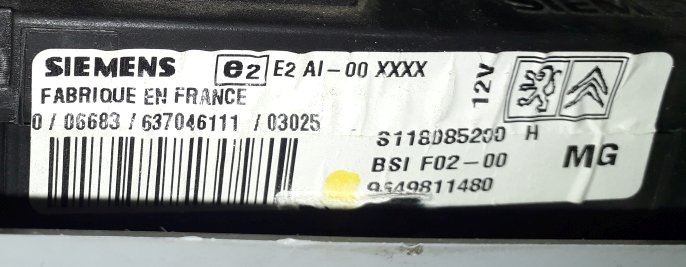 SIEMENS e2 E2 AI-00 XXXX
FABRIQUE EN FRANCE
0 / 06683 / 637046111 / 03025
12V
S118085200 H
BSI F02-00 MG
9649811480